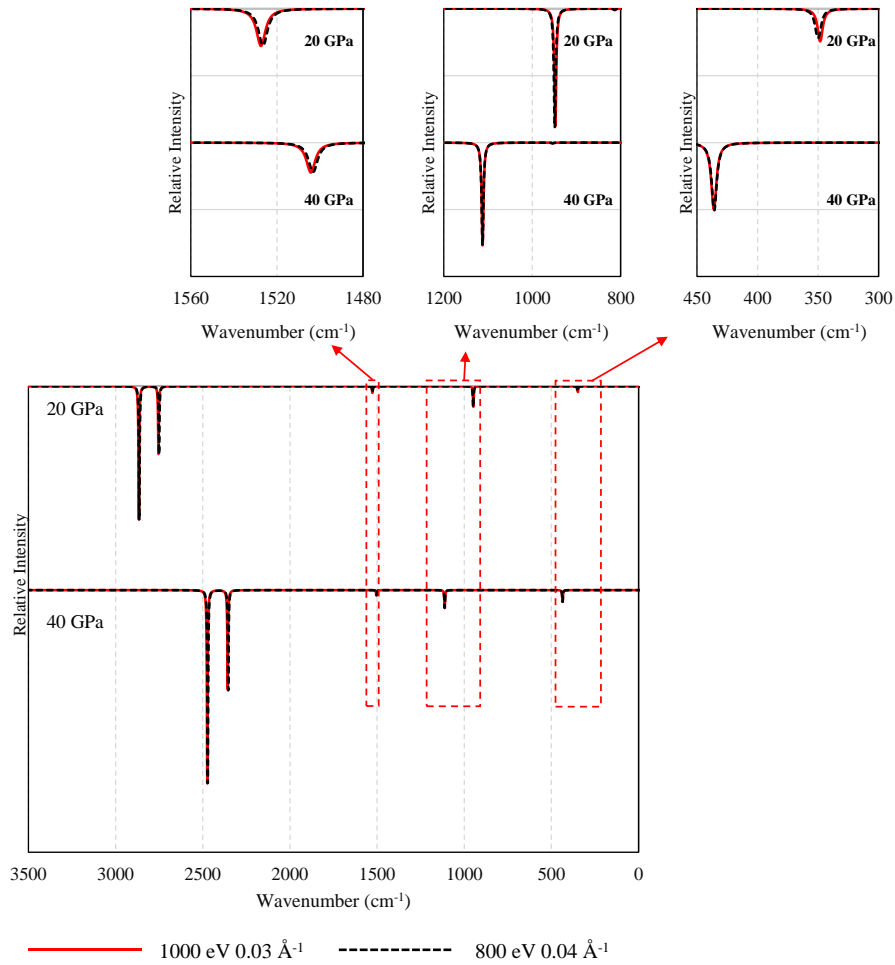 Relative Intensity
20 GPa
40 GPa
1560 1520 1480
Wavenumber (cm-1)
Relative Intensity
20 GPa
40 GPa
1200 1000 800
Wavenumber (cm-1)
Relative Intensity
20 GPa
40 GPa
450 400 350 300
Wavenumber (cm-1)
Relative Intensity
20 GPa
40 GPa
3500 3000 2500 2000 1500 1000 500 0
Wavenumber (cm-1)
1000 eV 0.03 Å-1
800 eV 0.04 Å-1